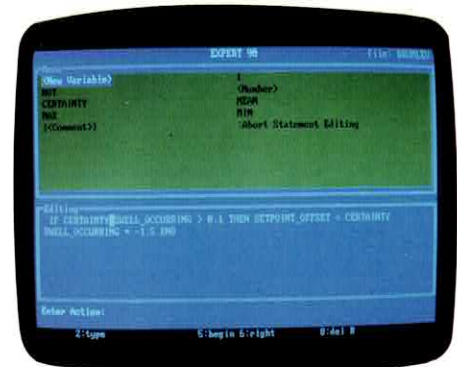 EXPERT 90 File:
Menu
<New Variable> (
NOT <Number>
CERTAINTY MEAN
MAX MIN
{<Comment>} :Abort Statement Editing
Editing
IF CERTAINTY SWELL_OCCURRING > 0.1 THEN SETPOINT_OFFSET = CERTAINTY
SWELL_OCCURRING * -1.5 END
Enter Action:
2:type 5:begin 6:right 8:del